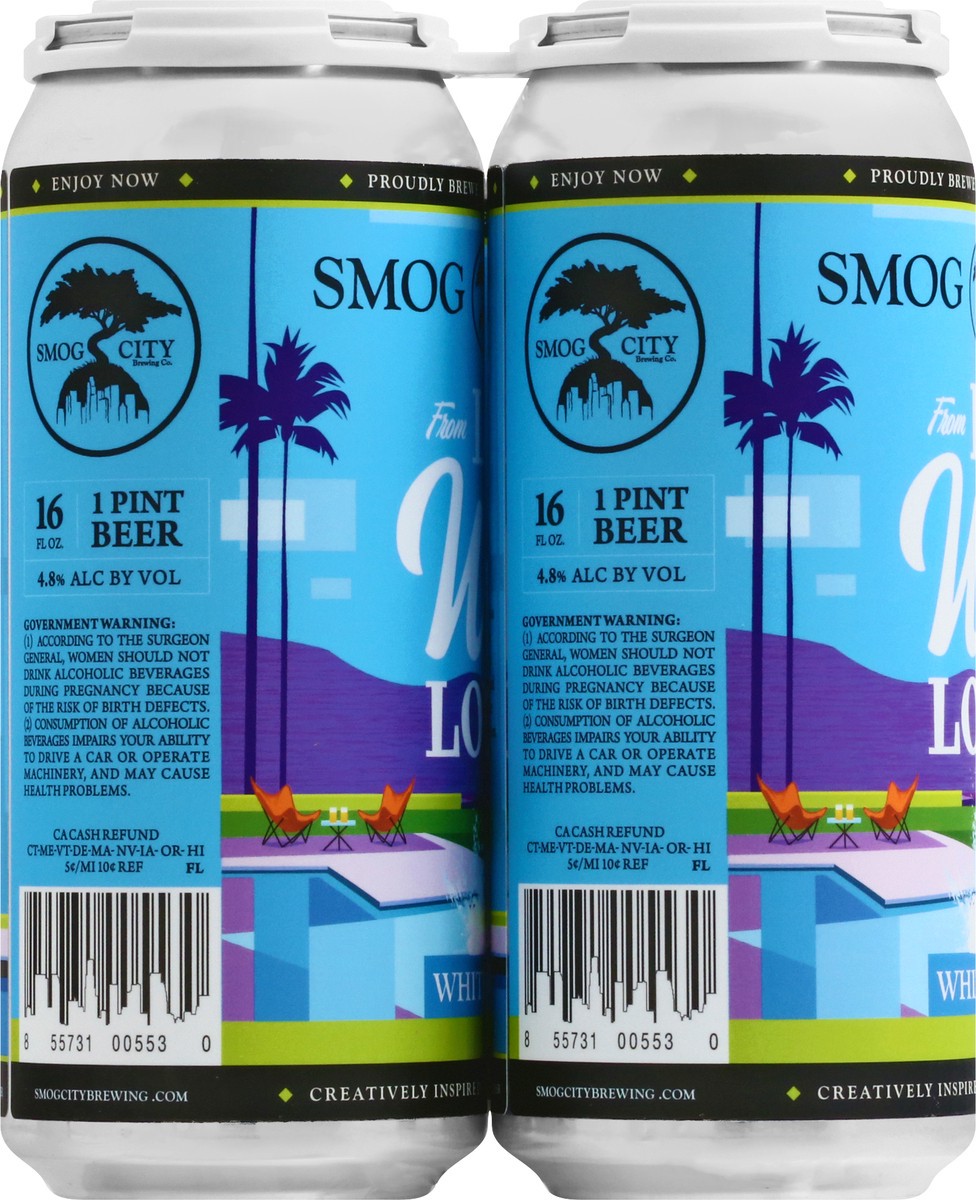 ENJOY NOW
PROUDLY
SMOG CITY
Brewing Co.
SMOG
From
16
FL OZ.
1 PINT
BEER
4.8% ALC BY VOL
GOVERNMENT WARNING:
(1) ACCORDING TO THE SURGEON
GENERAL, WOMEN SHOULD NOT
DRINK ALCOHOLIC BEVERAGES
DURING PREGNANCY BECAUSE
OF THE RISK OF BIRTH DEFECTS.
(2) CONSUMPTION OF ALCOHOLIC
BEVERAGES IMPAIRS YOUR ABILITY
TO DRIVE A CAR OR OPERATE
MACHINERY, AND MAY CAUSE
HEALTH PROBLEMS.
LO
CA CASH REFUND
CT-ME-VT-DE-MA- NV-IA- OR- HI
5¢/MI 10¢ REF FL
WHIT
8 55731 00553 0
SMOGCITYBREWING .COM
CREATIVELY INSPIRE
ENJOY NOW
PROUDLY BREW
SMOG CITY
Brewing Co.
SMOG
From
16
FL OZ.
1 PINT
BEER
4.8% ALC BY VOL
GOVERNMENT WARNING:
(1) ACCORDING TO THE SURGEON
GENERAL, WOMEN SHOULD NOT
DRINK ALCOHOLIC BEVERAGES
DURING PREGNANCY BECAUSE
OF THE RISK OF BIRTH DEFECTS.
(2) CONSUMPTION OF ALCOHOLIC
BEVERAGES IMPAIRS YOUR ABILITY
TO DRIVE A CAR OR OPERATE
MACHINERY, AND MAY CAUSE
HEALTH PROBLEMS.
LO
CA CASH REFUND
CT-ME-VT-DE-MA- NV-IA- OR- HI
5¢/MI 10¢ REF FL
WHI
8 55731 00553 0
SMOGCITYBREWING .COM
CREATIVELY INSPIRE